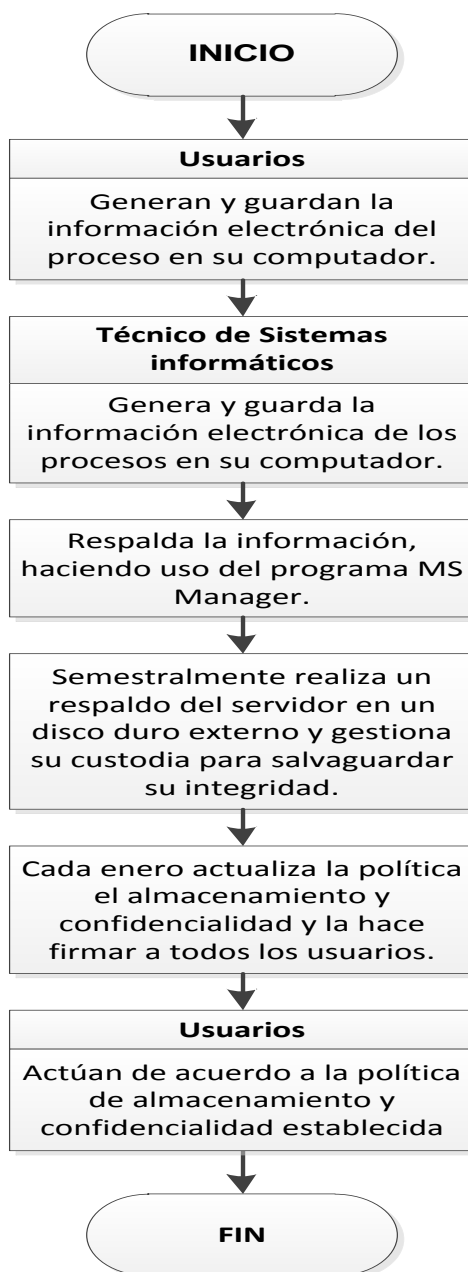 INICIO
Usuarios
Generan y guardan la
información electrónica del
proceso en su computador.
Técnico de Sistemas
informáticos
Genera y guarda la
información electrónica de los
procesos en su computador.
Respalda la información,
haciendo uso del programa MS
Manager.
Semestralmente realiza un
respaldo del servidor en un
disco duro externo y gestiona
su custodia para salvaguardar
su integridad.
Cada enero actualiza la política
el almacenamiento y
confidencialidad y la hace
firmar a todos los usuarios.
Usuarios
Actúan de acuerdo a la política
de almacenamiento y
confidencialidad establecida
FIN